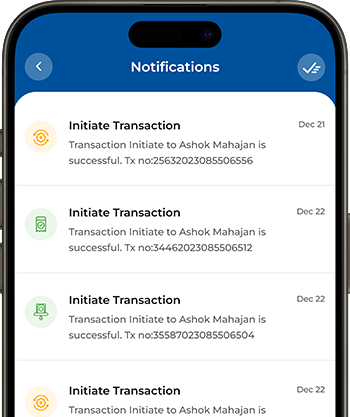 Notifications
Initiate Transaction
Dec 21
Transaction Initiate to Ashok Mahajan is
successful. Tx no:25632023085506556
Initiate Transaction
Dec 22
Transaction Initiate to Ashok Mahajan is
successful. Tx no:34462023085506512
Initiate Transaction
Dec 22
Transaction Initiate to Ashok Mahajan is
successful. Tx no:35587023085506504
Initiate Transaction
Dec 22
Transaction Initiate to Ashok Mahajan is